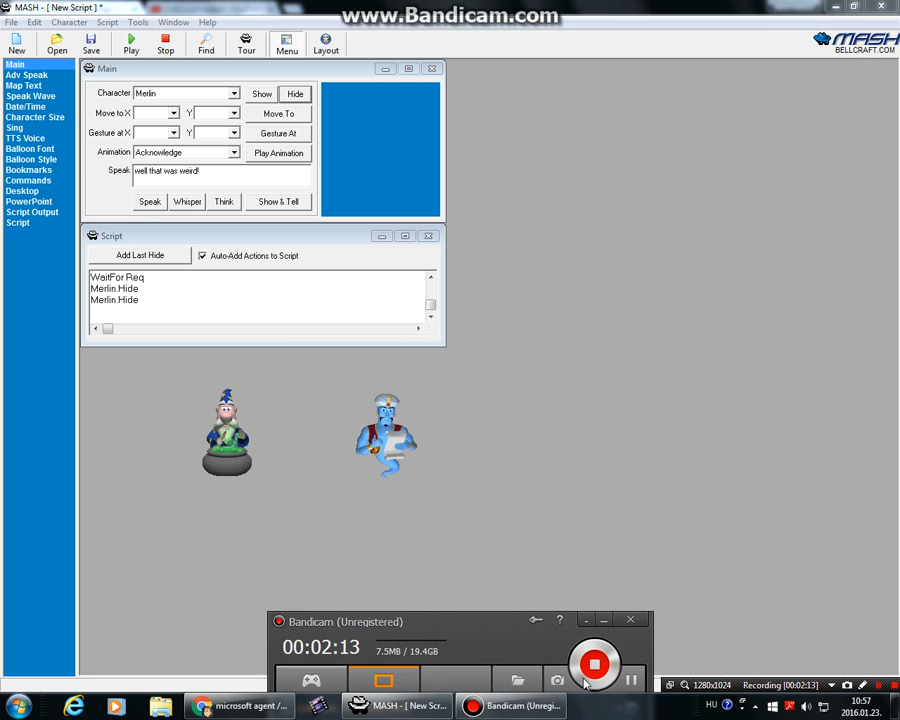 MASH - [ New Script ] *
www.Bandicam.com
File Edit Character Script Tools Window Help
New Open Save Play Stop Find Tour Menu Layout
MASH
BELLCRAFT.COM
Main
Adv Speak
Map Text
Speak Wave
Date/Time
Character Size
Sing
TTS Voice
Balloon Font
Balloon Style
Bookmarks
Commands
Desktop
PowerPoint
Script Output
Script
Main
Character Merlin Show Hide
Move to X Y Move To
Gesture at X Y Gesture At
Animation Acknowledge Play Animation
Speak well that was weird!
Speak Whisper Think Show & Tell
Script
Add Last Hide Auto-Add Actions to Script
WaitFor Req
Merlin.Hide
Merlin.Hide
Bandicam (Unregistered)
00:02:13 7.5MB / 19.4GB
1280x1024 Recording [00:02:13]
microsoft agent /... MASH - [ New Scr... Bandicam (Unregi... HU 10:57
2016.01.23.